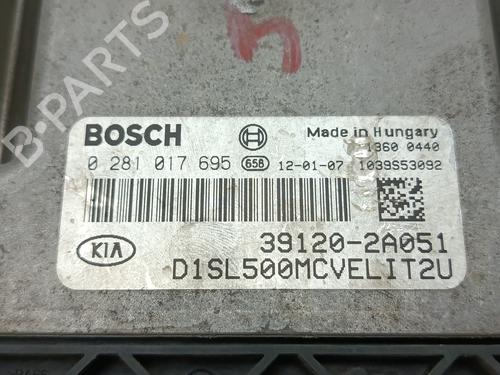 B-PARTS
BOSCH
Made in Hungary
1360 0440
0 281 017 695 658 12-01-07 1039S53092
KIA
39120-2A051
D1SL500MCVELIT2U